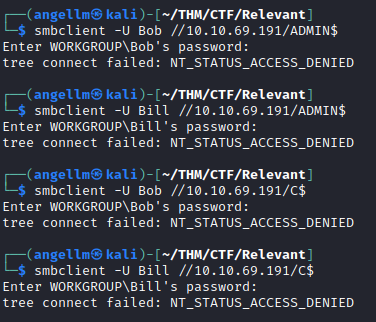 ┌──(angellm㉿kali)-[~/THM/CTF/Relevant]
└─$ smbclient -U Bob //10.10.69.191/ADMIN$
Enter WORKGROUP\Bob's password:
tree connect failed: NT_STATUS_ACCESS_DENIED
┌──(angellm㉿kali)-[~/THM/CTF/Relevant]
└─$ smbclient -U Bill //10.10.69.191/ADMIN$
Enter WORKGROUP\Bill's password:
tree connect failed: NT_STATUS_ACCESS_DENIED
┌──(angellm㉿kali)-[~/THM/CTF/Relevant]
└─$ smbclient -U Bob //10.10.69.191/C$
Enter WORKGROUP\Bob's password:
tree connect failed: NT_STATUS_ACCESS_DENIED
┌──(angellm㉿kali)-[~/THM/CTF/Relevant]
└─$ smbclient -U Bill //10.10.69.191/C$
Enter WORKGROUP\Bill's password:
tree connect failed: NT_STATUS_ACCESS_DENIED